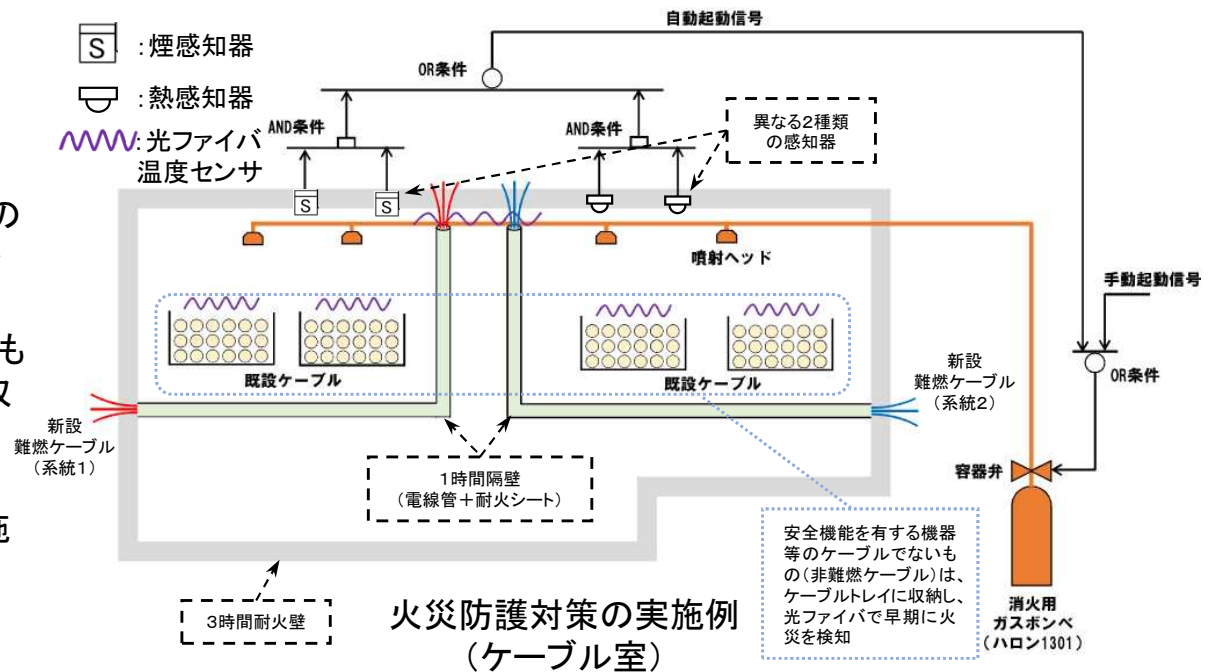 S :煙感知器
:熱感知器
:光ファイバ
温度センサ
の
も
収
施
自動起動信号
OR条件
AND条件
AND条件
異なる2種類
の感知器
S
S
噴射ヘッド
手動起動信号
OR条件
既設ケーブル
既設ケーブル
新設
難燃ケーブル
(系統1)
新設
難燃ケーブル
(系統2)
1時間隔壁
(電線管+耐火シート)
容器弁
安全機能を有する機器
等のケーブルでないも
の(非難燃ケーブル)は、
ケーブルトレイに収納し、
光ファイバで早期に火
災を検知
3時間耐火壁
消火用
ガスボンベ
(ハロン1301)
火災防護対策の実施例
(ケーブル室)